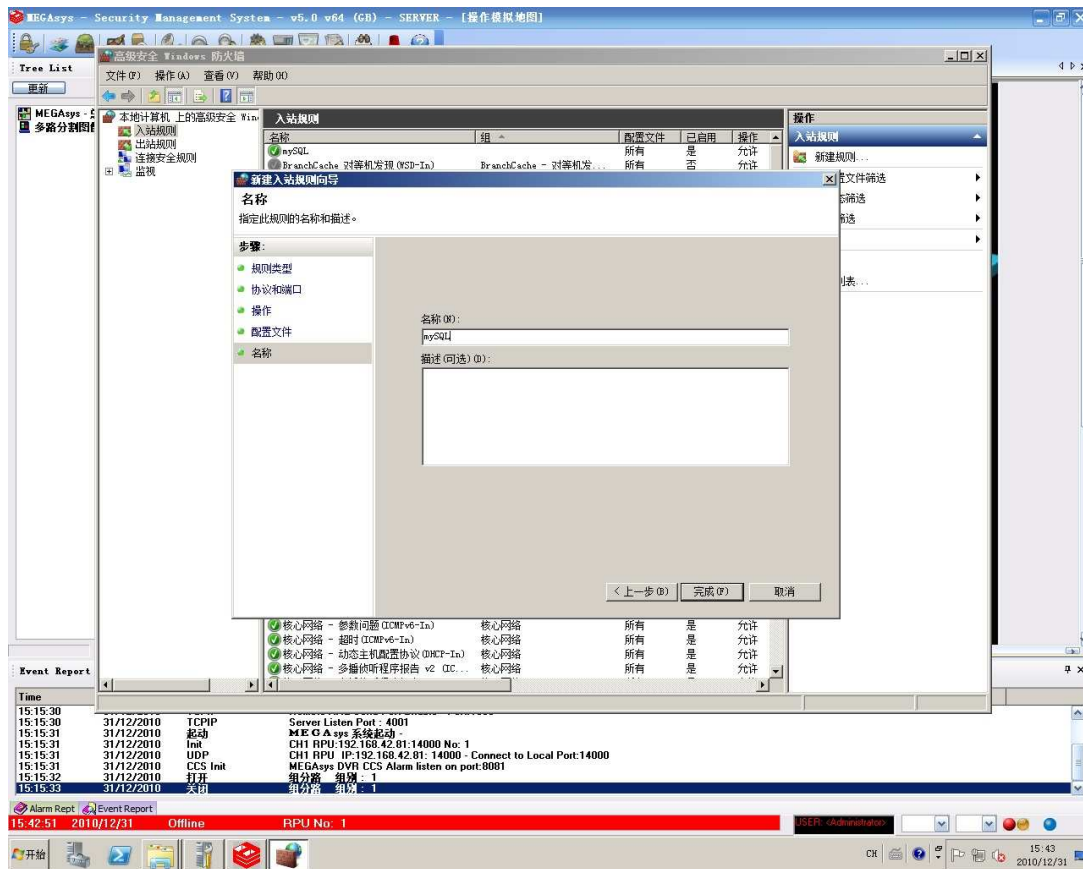 MEGAsys - Security Management System - v5.0 v64 (GB) - SERVER - [操作模拟地图]
Tree List
更新
MEGAsys -
多路分割图
高级安全 Windows 防火墙
文件(F) 操作(A) 查看(V) 帮助(H)
本地计算机 上的高级安全 Win
入站规则
出站规则
连接安全规则
监视
入站规则
名称 组 配置文件 已启用 操作
mySQL 所有 是 允许
BranchCache 对等机发现(WSD-In) BranchCache - 对等机发... 所有 否 允许
操作
入站规则
新建规则...
置文件筛选
筛选
筛选
列表...
新建入站规则向导
名称
指定此规则的名称和描述。
步骤:
规则类型
协议和端口
操作
配置文件
名称
名称(N):
mySQL
描述(可选)(D):
< 上一步(B) 完成(F) 取消
核心网络 - 参数问题(ICMPv6-In) 核心网络 所有 是 允许
核心网络 - 超时(ICMPv6-In) 核心网络 所有 是 允许
核心网络 - 动态主机配置协议(DHCP-In) 核心网络 所有 是 允许
核心网络 - 多播侦听程序报告 v2 (IC... 核心网络 所有 是 允许
Event Report
Time
15:15:30
15:15:30 31/12/2010 TCPIP Server Listen Port : 4001
15:15:31 31/12/2010 起动 MEGAsys 系统起动 -
15:15:31 31/12/2010 Init CH1 RPU:192.168.42.81:14000 No: 1
15:15:31 31/12/2010 UDP CH1 RPU IP:192.168.42.81: 14000 - Connect to Local Port:14000
15:15:31 31/12/2010 CCS Init MEGAsys DVR CCS Alarm listen on port:8081
15:15:32 31/12/2010 打开 组分路 组别 : 1
15:15:33 31/12/2010 关闭 组分路 组别 : 1
Alarm Rept Event Report
15:42:51 2010/12/31 Offline RPU No: 1 USER: <Administrator>
开始 CH 15:43
2010/12/31